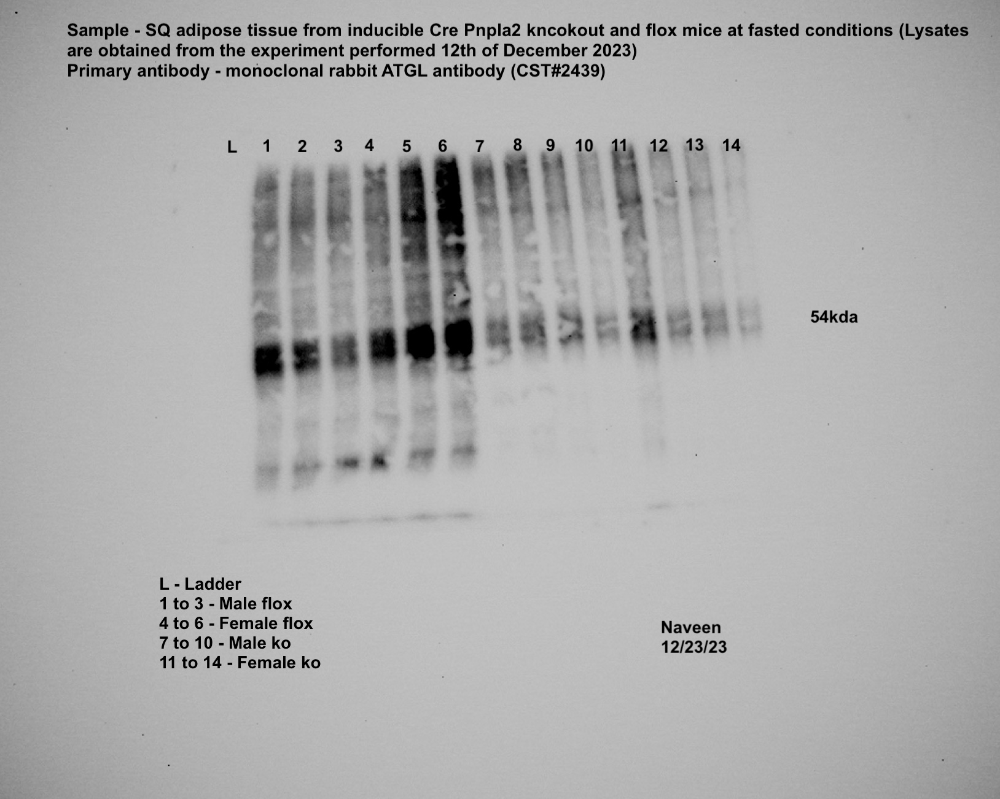 Sample - SQ adipose tissue from inducible Cre Pnpla2 kncokout and flox mice at fasted conditions (Lysates
are obtained from the experiment performed 12th of December 2023)
Primary antibody - monoclonal rabbit ATGL antibody (CST#2439)
L 1 2 3 4 5 6 7 8 9 10 11 12 13 14
54kda
L - Ladder
1 to 3 - Male flox
4 to 6 - Female flox
7 to 10 - Male ko
11 to 14 - Female ko
Naveen
12/23/23